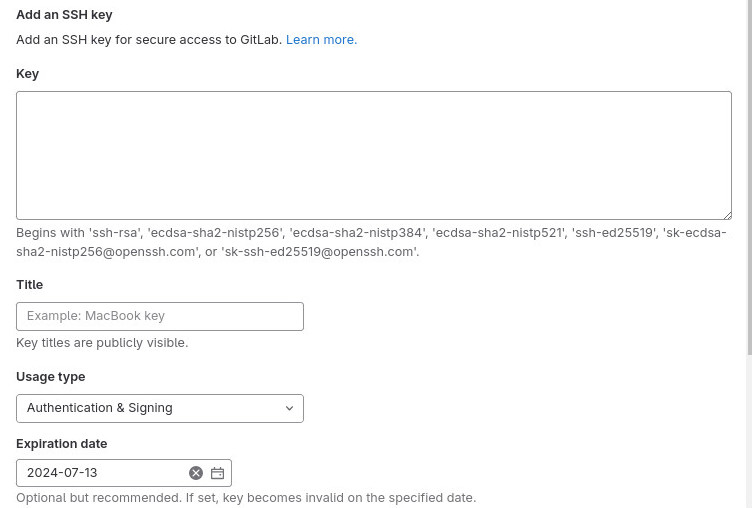 Add an SSH key
Add an SSH key for secure access to GitLab. Learn more.
Key
Begins with 'ssh-rsa', 'ecdsa-sha2-nistp256', 'ecdsa-sha2-nistp384', 'ecdsa-sha2-nistp521', 'ssh-ed25519', 'sk-ecdsa-
sha2-nistp256@openssh.com', or 'sk-ssh-ed25519@openssh.com'.
Title
Example: MacBook key
Key titles are publicly visible.
Usage type
Authentication & Signing
Expiration date
2024-07-13
Optional but recommended. If set, key becomes invalid on the specified date.